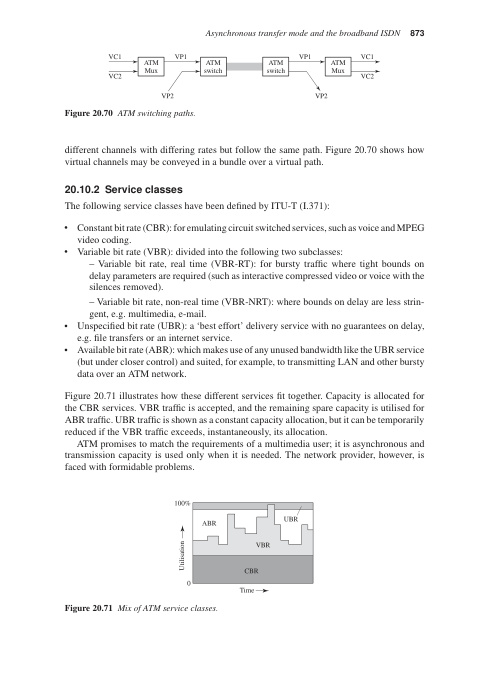 Asynchronous transfer mode and the broadband ISDN 873
VC1 VP1 VP1 VC1
ATM Mux ATM switch ATM switch ATM Mux
VC2 VC2
VP2 VP2
Figure 20.70 ATM switching paths.
different channels with differing rates but follow the same path. Figure 20.70 shows how
virtual channels may be conveyed in a bundle over a virtual path.
20.10.2 Service classes
The following service classes have been defined by ITU-T (I.371):
• Constant bit rate (CBR): for emulating circuit switched services, such as voice and MPEG
video coding.
• Variable bit rate (VBR): divided into the following two subclasses:
– Variable bit rate, real time (VBR-RT): for bursty traffic where tight bounds on
delay parameters are required (such as interactive compressed video or voice with the
silences removed).
– Variable bit rate, non-real time (VBR-NRT): where bounds on delay are less strin-
gent, e.g. multimedia, e-mail.
• Unspecified bit rate (UBR): a ‘best effort’ delivery service with no guarantees on delay,
e.g. file transfers or an internet service.
• Available bit rate (ABR): which makes use of any unused bandwidth like the UBR service
(but under closer control) and suited, for example, to transmitting LAN and other bursty
data over an ATM network.
Figure 20.71 illustrates how these different services fit together. Capacity is allocated for
the CBR services. VBR traffic is accepted, and the remaining spare capacity is utilised for
ABR traffic. UBR traffic is shown as a constant capacity allocation, but it can be temporarily
reduced if the VBR traffic exceeds, instantaneously, its allocation.
ATM promises to match the requirements of a multimedia user; it is asynchronous and
transmission capacity is used only when it is needed. The network provider, however, is
faced with formidable problems.
100%
ABR UBR
VBR
Utilisation
CBR
0
Time
Figure 20.71 Mix of ATM service classes.